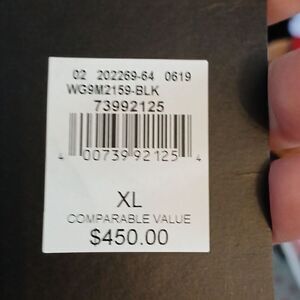 02 202269-64 0619
WG9M2159-BLK
73992125
4 00739 92125 4
XL
COMPARABLE VALUE
$450.00